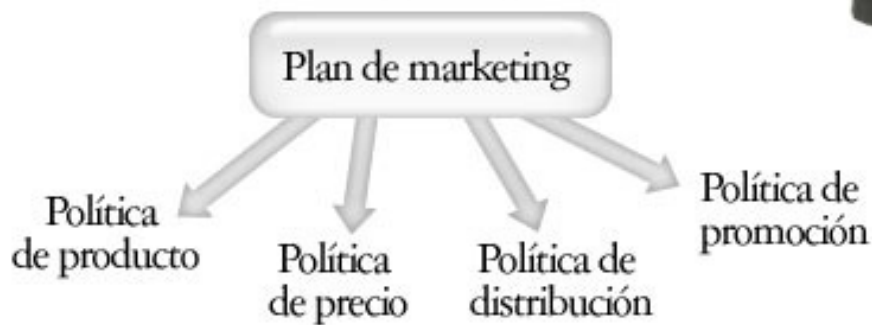 Plan de marketing
Política
de producto
Política
de precio
Política de
distribución
Política de
promoción